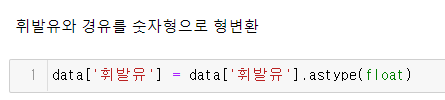 휘발유와 경유를 숫자형으로 형변환
1 data['휘발유'] = data['휘발유'].astype(float)